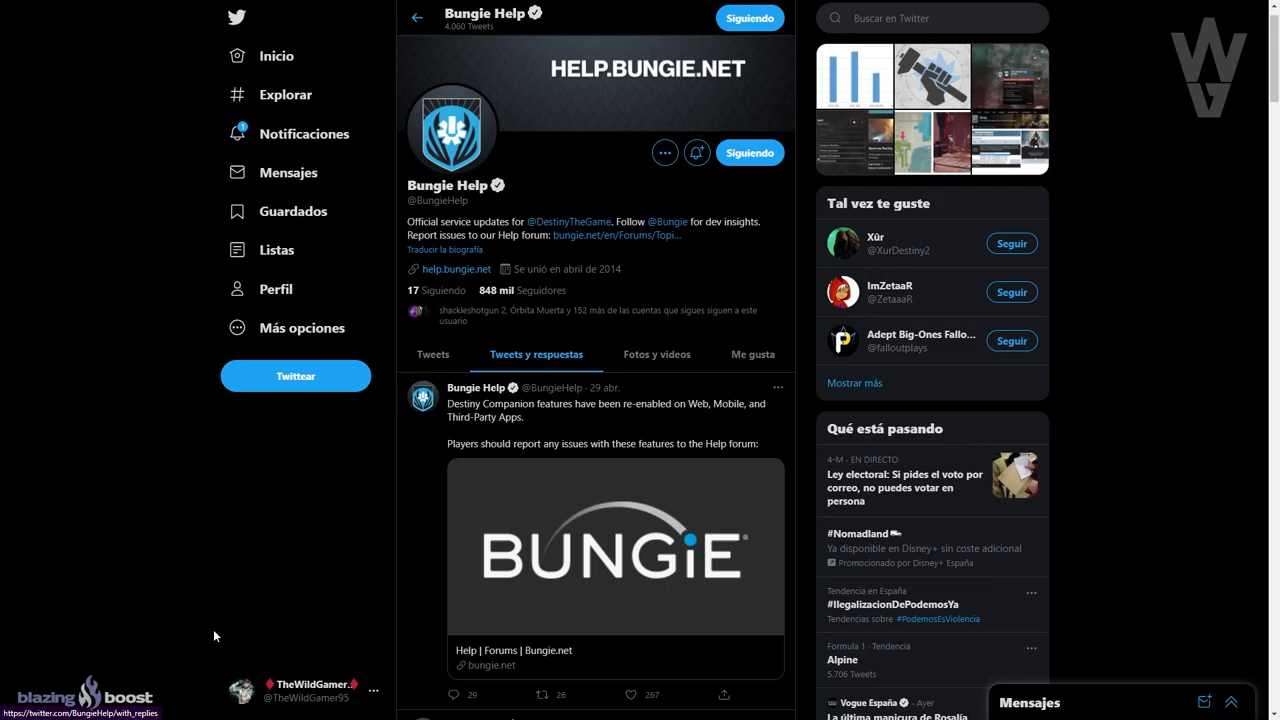 Inicio
Explorar
Notificaciones
1
Mensajes
Guardados
Listas
Perfil
Más opciones
Twittear
TheWildGamer..
@TheWildGamer95
blazing boost
https://twitter.com/BungieHelp/with_replies
Bungie Help
4.060 Tweets
Siguiendo
HELP.BUNGIE.NET
Siguiendo
Bungie Help
@BungieHelp
Official service updates for @DestinyTheGame. Follow @Bungie for dev insights.
Report issues to our Help forum: bungie.net/en/Forums/Topi...
Traducir la biografía
help.bungie.net Se unió en abril de 2014
17 Siguiendo 848 mil Seguidores
shackleshotgun 2, Órbita Muerta y 152 más de las cuentas que sigues siguen a este
usuario
Tweets Tweets y respuestas Fotos y videos Me gusta
Bungie Help @BungieHelp · 29 abr.
Destiny Companion features have been re-enabled on Web, Mobile, and
Third-Party Apps.
Players should report any issues with these features to the Help forum:
BUNGiE
Help | Forums | Bungie.net
bungie.net
29 26 267
Buscar en Twitter
Tal vez te guste
Xûr
@XurDestiny2
Seguir
ImZetaaR
@ZetaaaR
Seguir
Adept Big-Ones Fallo...
@falloutplays
Seguir
Mostrar más
Qué está pasando
4-M · EN DIRECTO
Ley electoral: Si pides el voto por
correo, no puedes votar en
persona
#Nomadland
Ya disponible en Disney+ sin coste adicional
Promocionado por Disney+ España
Tendencia en España
#IlegalizacionDePodemosYa
Tendencias sobre #PodemosEsViolencia
Formula 1 · Tendencia
Alpine
5.706 Tweets
Vogue España · Ayer
La última manicura de Rosalía
Mensajes
WG